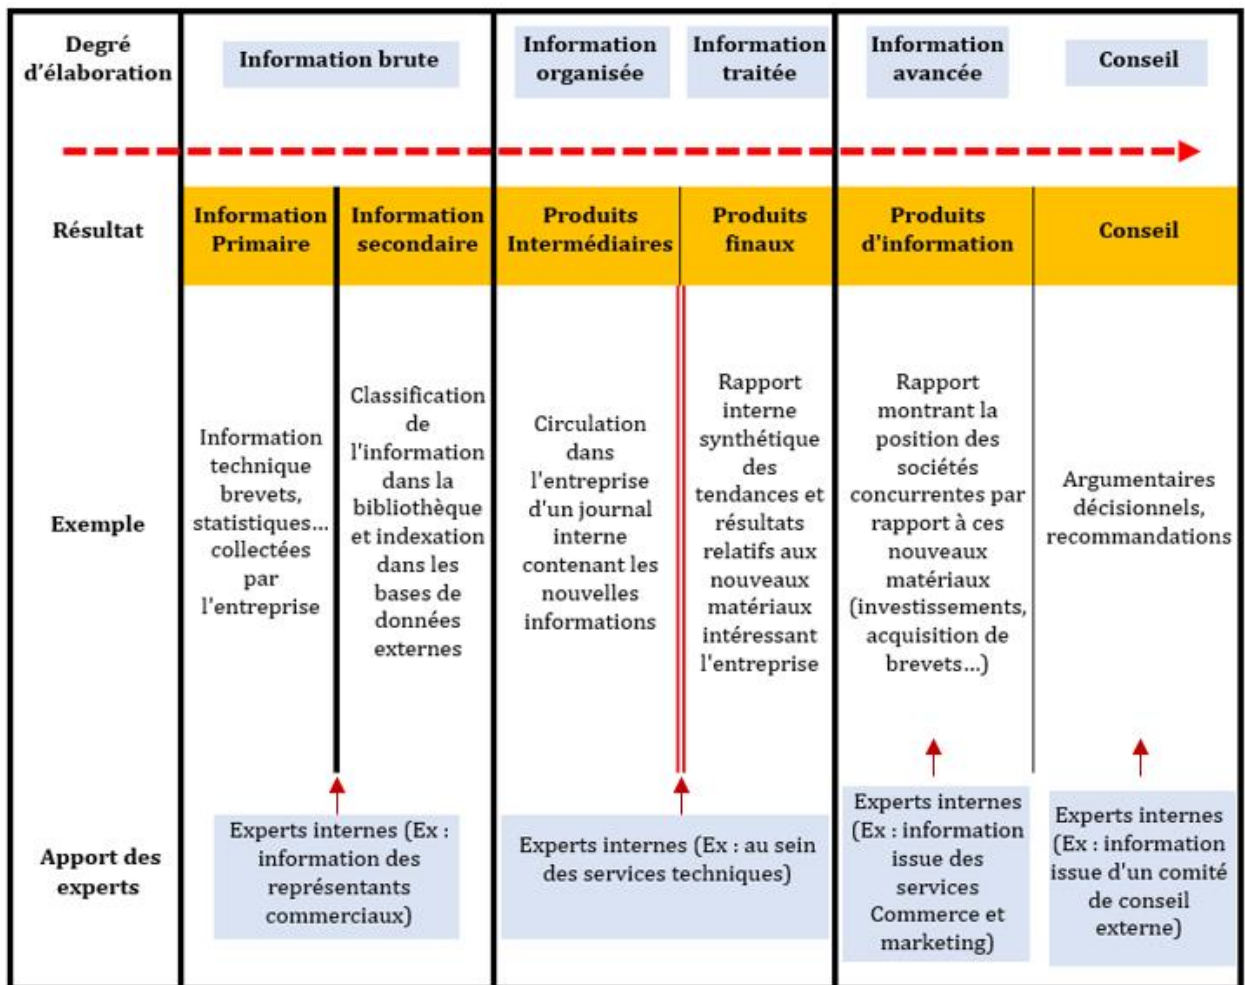 Degré
d'élaboration
Information brute
Information
organisée
Information
traitée
Information
avancée
Conseil
Résultat
Information
Primaire
Information
secondaire
Produits
Intermédiaires
Produits
finaux
Produits
d'information
Conseil
Exemple
Information
technique
brevets,
statistiques...
collectées
par
l'entreprise
Classification
de
l'information
dans la
bibliothèque
et indexation
dans les
bases de
données
externes
Circulation
dans
l'entreprise
d'un journal
interne
contenant les
nouvelles
informations
Rapport
interne
synthétique
des
tendances et
résultats
relatifs aux
nouveaux
matériaux
intéressant
l'entreprise
Rapport
montrant la
position des
sociétés
concurrentes par
rapport à ces
nouveaux
matériaux
(investissements,
acquisition de
brevets...)
Argumentaires
décisionnels,
recommandations
Apport des
experts
Experts internes (Ex :
information des
représentants
commerciaux)
Experts internes (Ex : au sein
des services techniques)
Experts internes
(Ex : information
issue des
services
Commerce et
marketing)
Experts internes
(Ex : information
issue d'un comité
de conseil
externe)